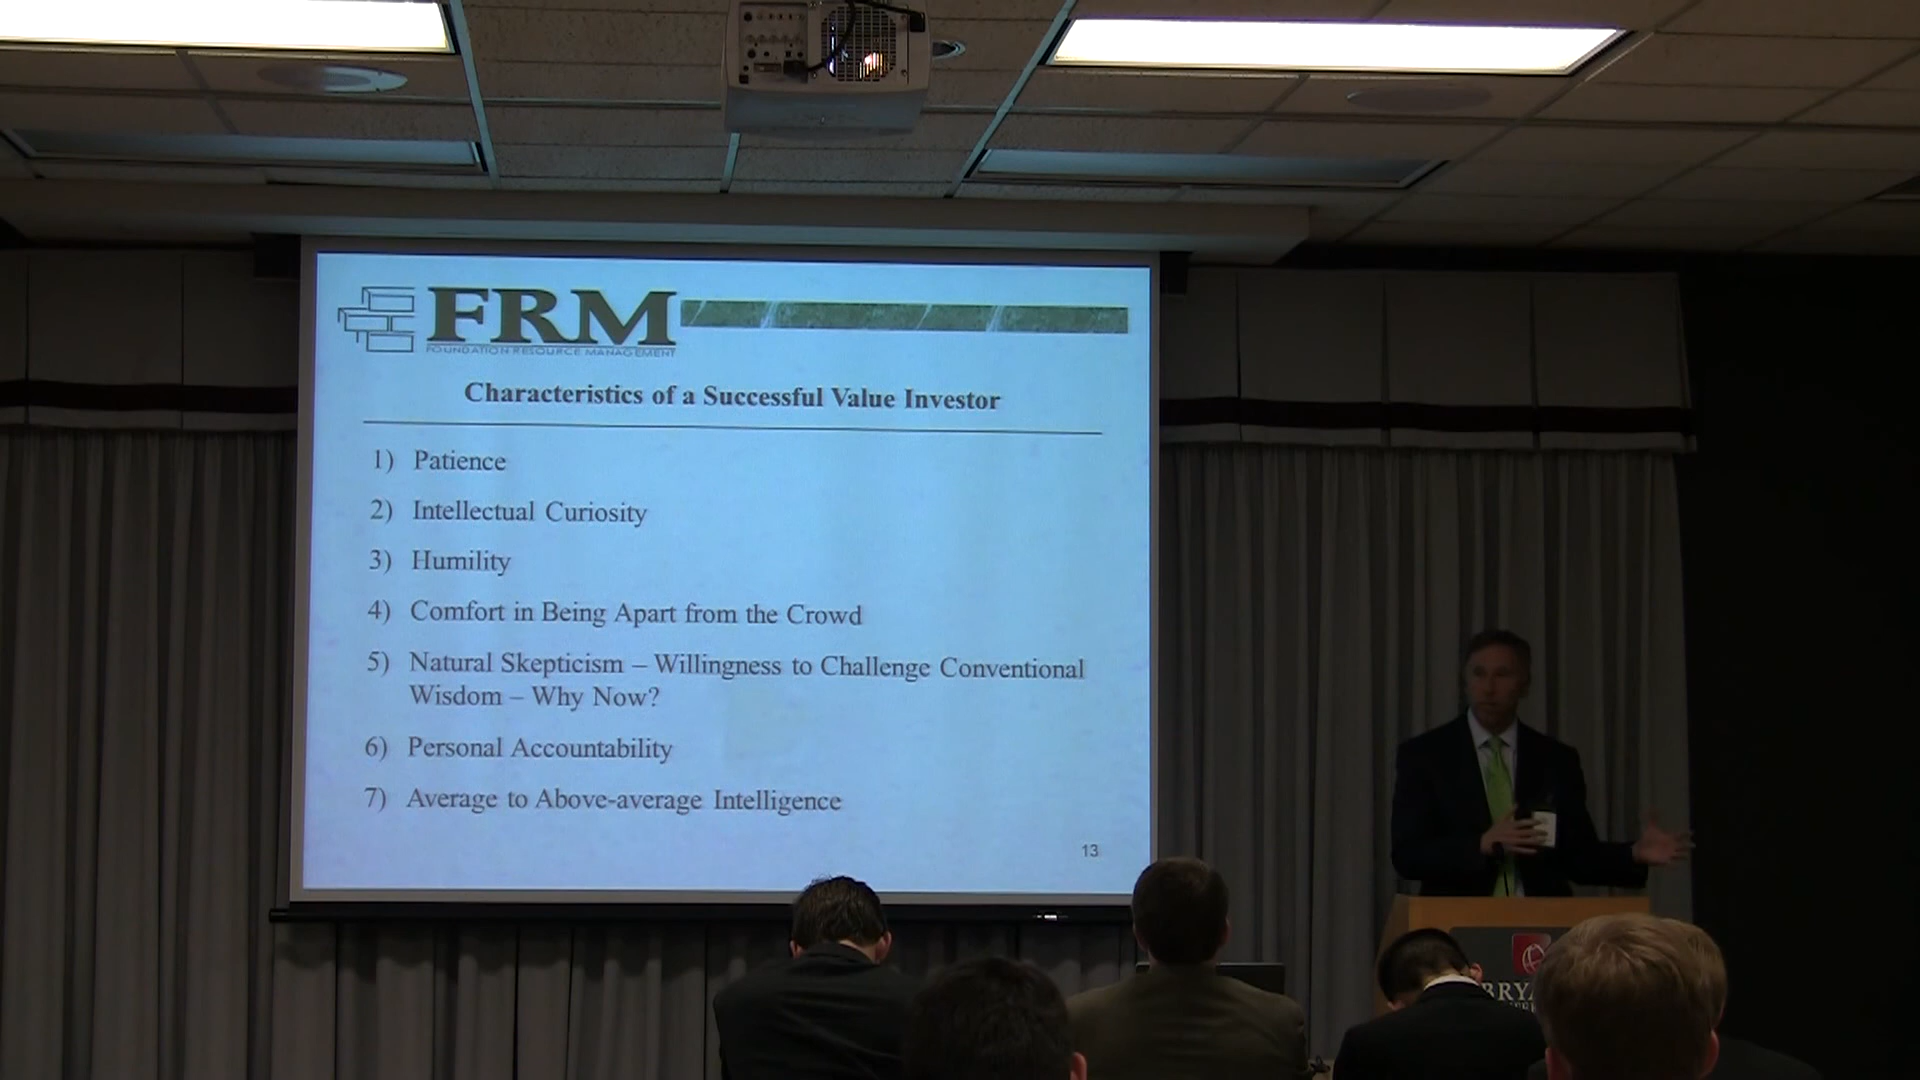 FRM
FOUNDATION RESOURCE MANAGEMENT
Characteristics of a Successful Value Investor
1) Patience
2) Intellectual Curiosity
3) Humility
4) Comfort in Being Apart from the Crowd
5) Natural Skepticism – Willingness to Challenge Conventional
Wisdom – Why Now?
6) Personal Accountability
7) Average to Above-average Intelligence
13